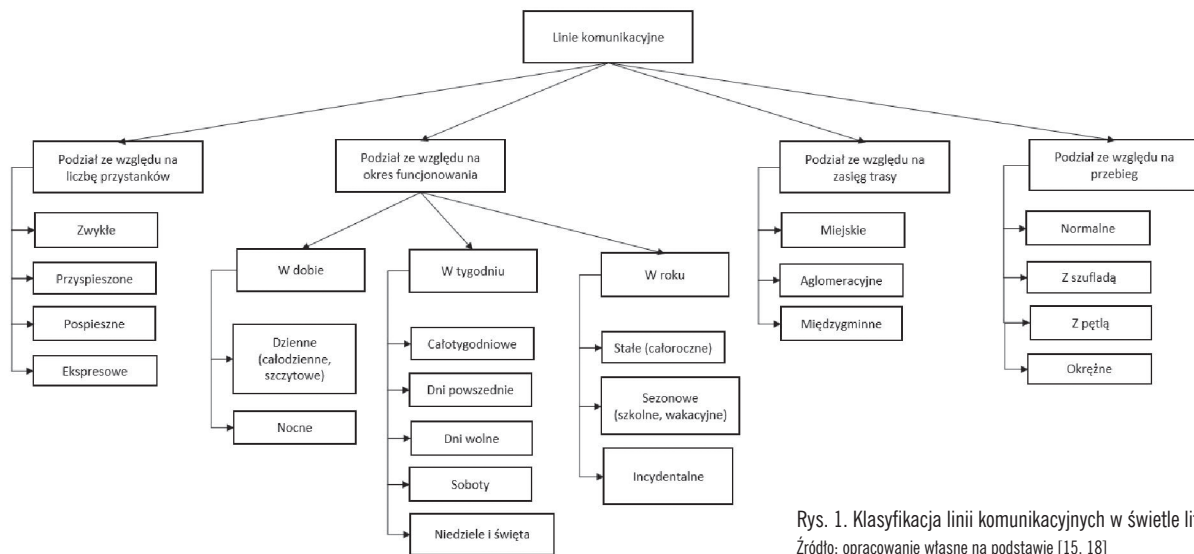 Linie komunikacyjne
Podział ze względu na
liczbę przystanków
Zwykłe
Przyspieszone
Pospieszne
Ekspresowe
Podział ze względu na
okres funcjonowania
W dobie
Dzienne
(całodzienne,
szczytowe)
Nocne
W tygodniu
Całotygodniowe
Dni powszednie
Dni wolne
Soboty
Niedziele i święta
W roku
Stałe (całoroczne)
Sezonowe
(szkolne, wakacyjne)
Incydentalne
Podział ze względu na
zasięg trasy
Miejskie
Aglomeracyjne
Międzygminne
Podział ze względu na
przebieg
Normalne
Z szufladą
Z pętlą
Okrężne
Rys. 1. Klasyfikacja linii komunikacyjnych w świetle
Źródło: opracowanie własne na podstawie [15, 18]